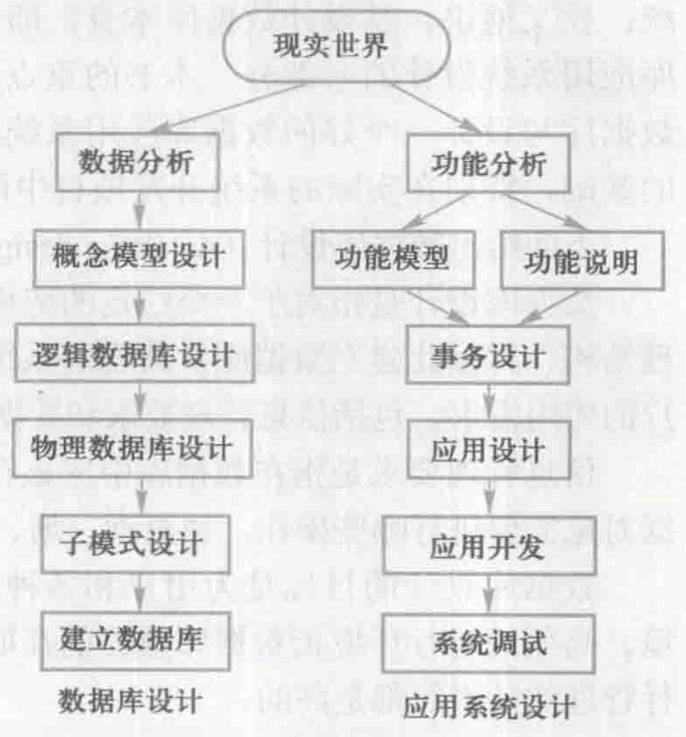 现实世界
数据分析
功能分析
概念模型设计
功能模型
功能说明
逻辑数据库设计
事务设计
物理数据库设计
应用设计
子模式设计
应用开发
建立数据库
系统调试
数据库设计
应用系统设计